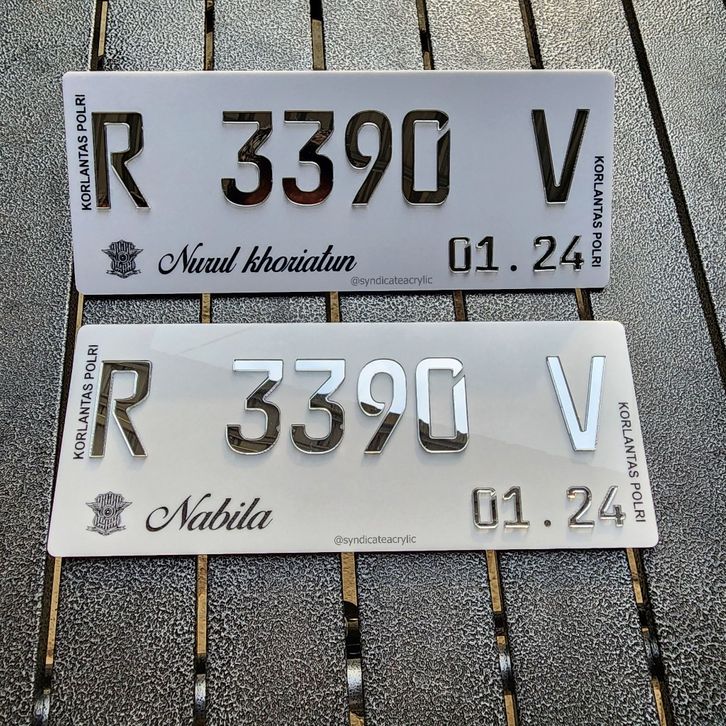 KORLANTAS POLRI
R 3390 V
KORLANTAS POLRI
Nurul khoriatun
01.24
@syndicateacrylic
KORLANTAS POLRI
R 3390 V
KORLANTAS POLRI
Nabila
01.24
@syndicateacrylic